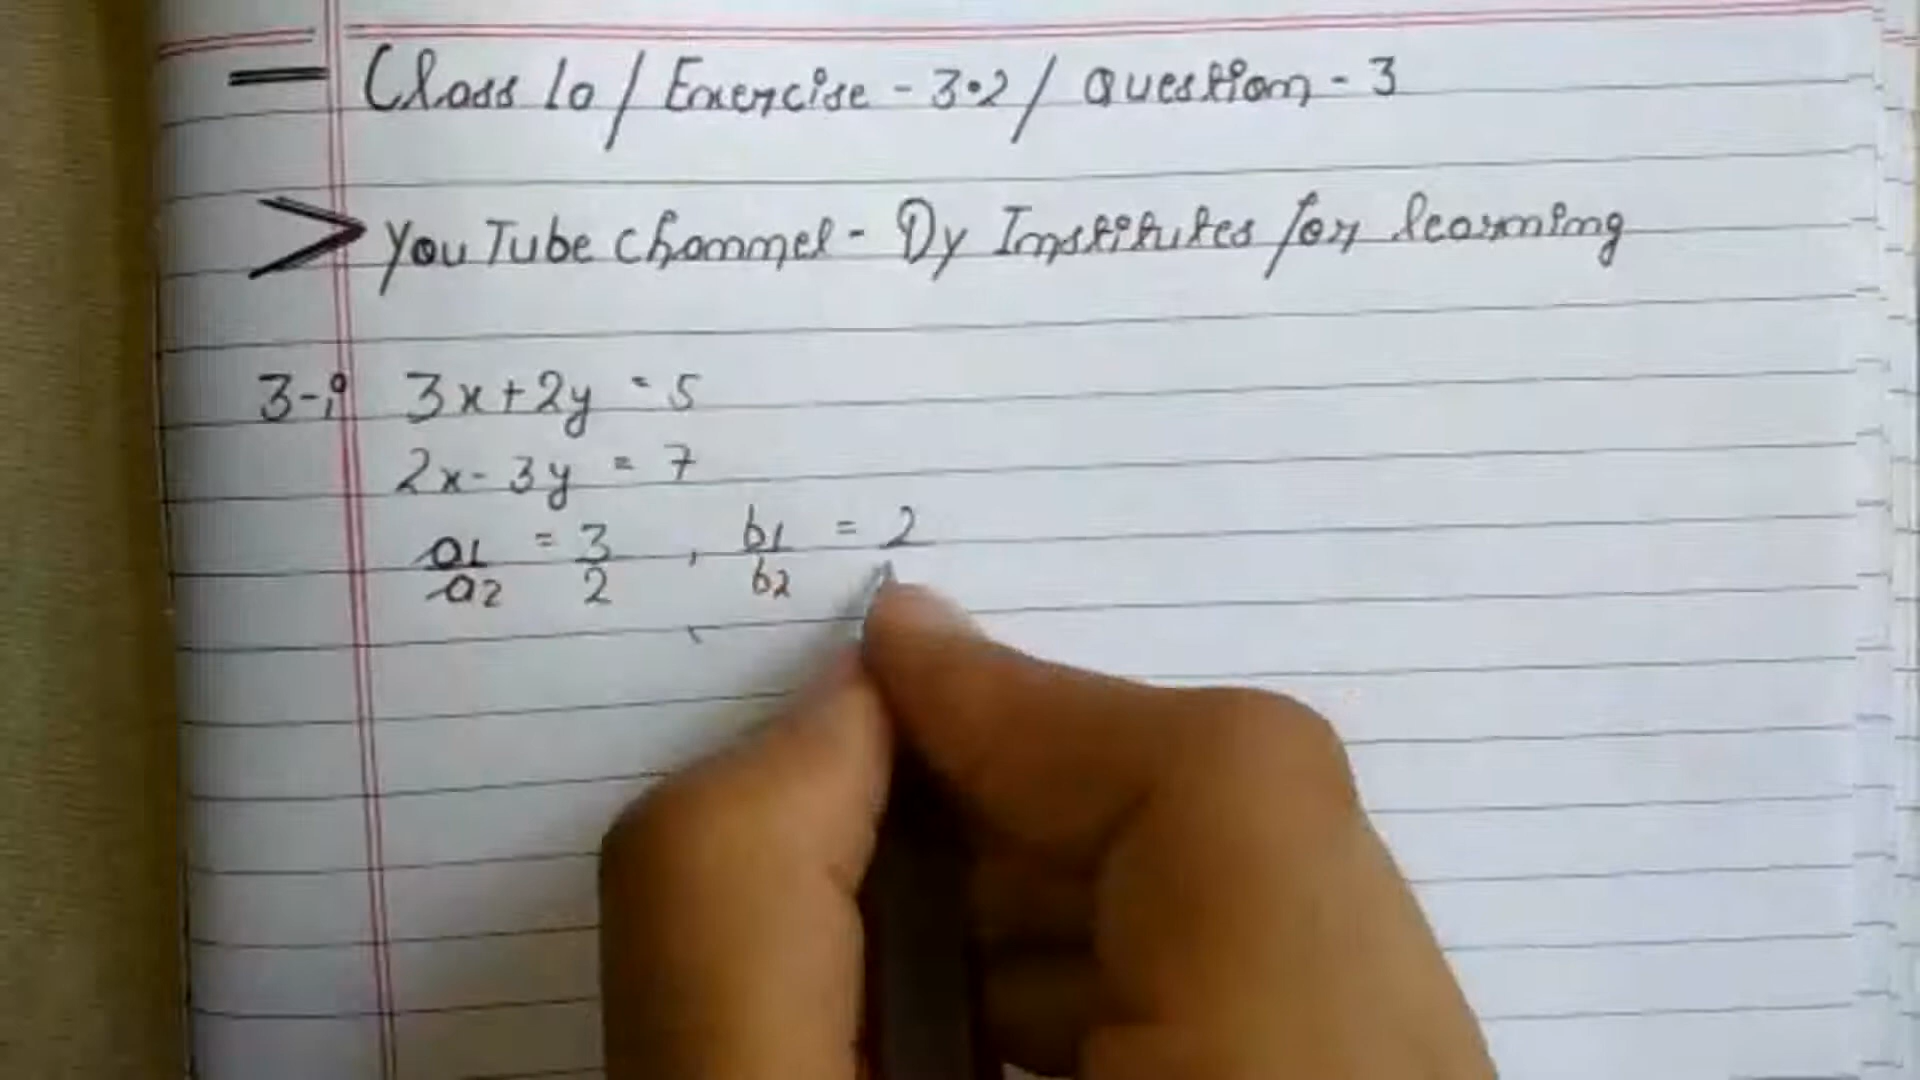 Class 10 / Exercise - 3.2 / Question - 3
> YouTube channel - Dy Institutes for learning
3-i 3x + 2y = 5
2x - 3y = 7
a1/a2 = 3/2 , b1/b2 = 2